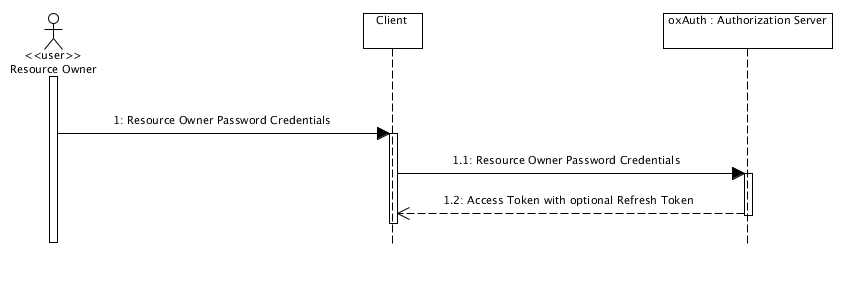 Client
oxAuth : Authorization Server
<<user>>
Resource Owner
1: Resource Owner Password Credentials
1.1: Resource Owner Password Credentials
1.2: Access Token with optional Refresh Token